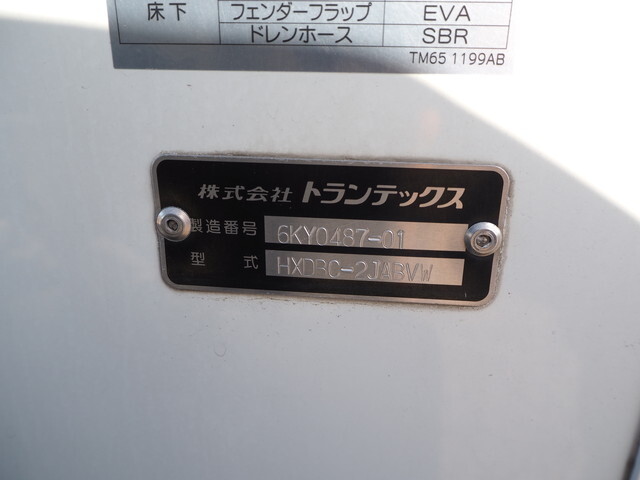 床下 フェンダーフラップ EVA
ドレンホース SBR
TM65 1199AB
株式会社 トランテックス
製造番号 6KY0487-01
型式 HXDBC-2JABVW